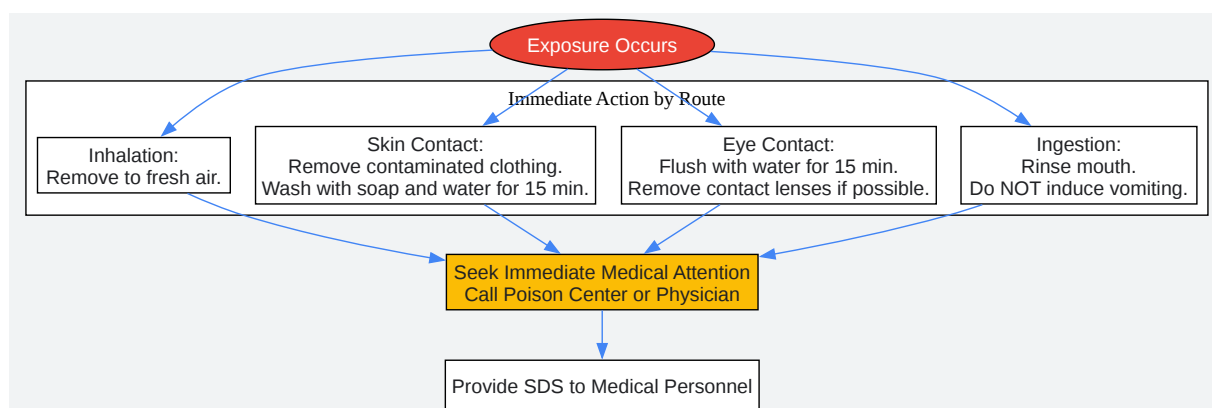 Exposure Occurs
Immediate Action by Route
Inhalation:
Remove to fresh air.
Skin Contact:
Remove contaminated clothing.
Wash with soap and water for 15 min.
Eye Contact:
Flush with water for 15 min.
Remove contact lenses if possible.
Ingestion:
Rinse mouth.
Do NOT induce vomiting.
Seek Immediate Medical Attention
Call Poison Center or Physician
Provide SDS to Medical Personnel